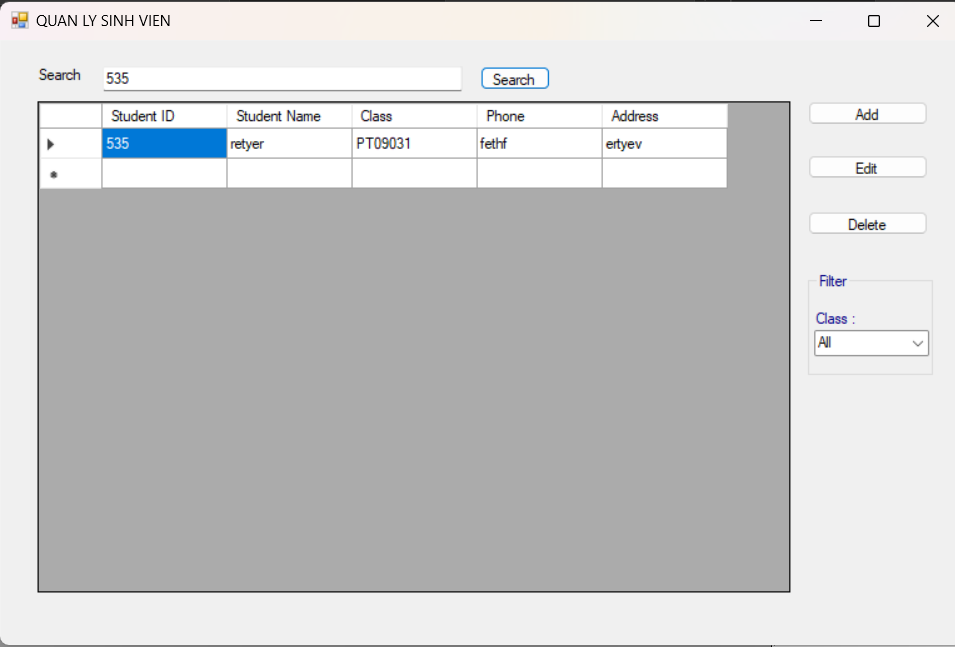 QUAN LY SINH VIEN
Search 535 Search
Student ID Student Name Class Phone Address
535 retyer PT09031 fethf ertyev
Add
Edit
Delete
Filter
Class :
All